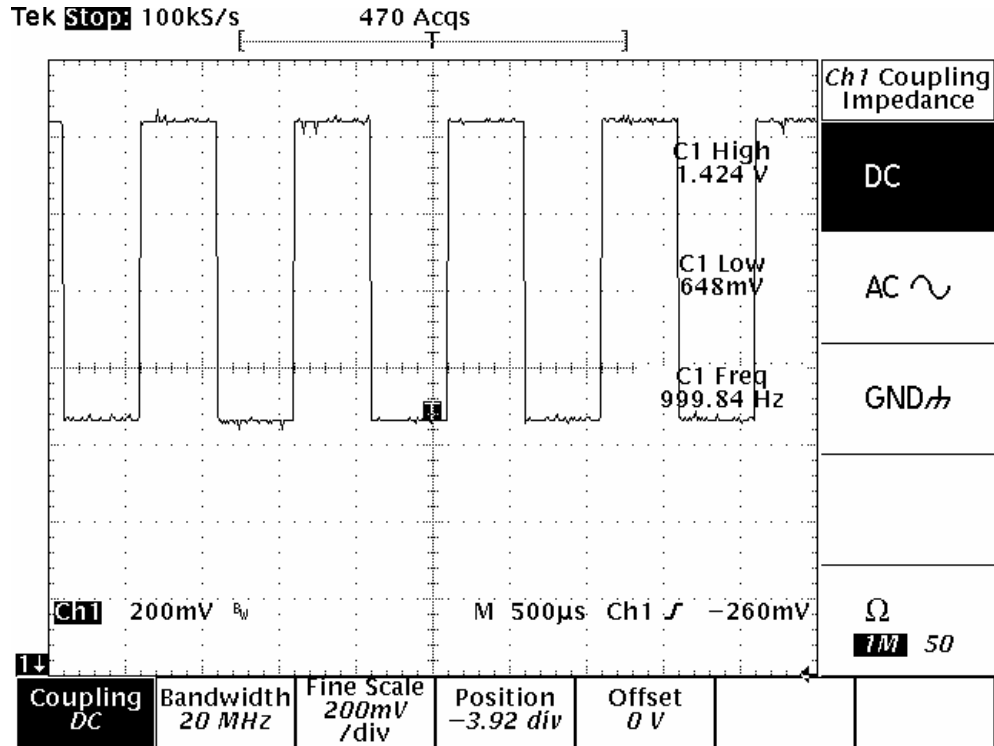 Tek Stop: 100kS/s 470 Acqs
T
Ch1 Coupling
Impedance
C1 High
1.424 V
DC
C1 Low
648mV
AC
C1 Freq
999.84 Hz
GND
T
Ch1 200mV BW M 500µs Ch1 −260mV
Ω
1M 50
1↓
Coupling
DC
Bandwidth
20 MHz
Fine Scale
200mV
/div
Position
−3.92 div
Offset
0 V